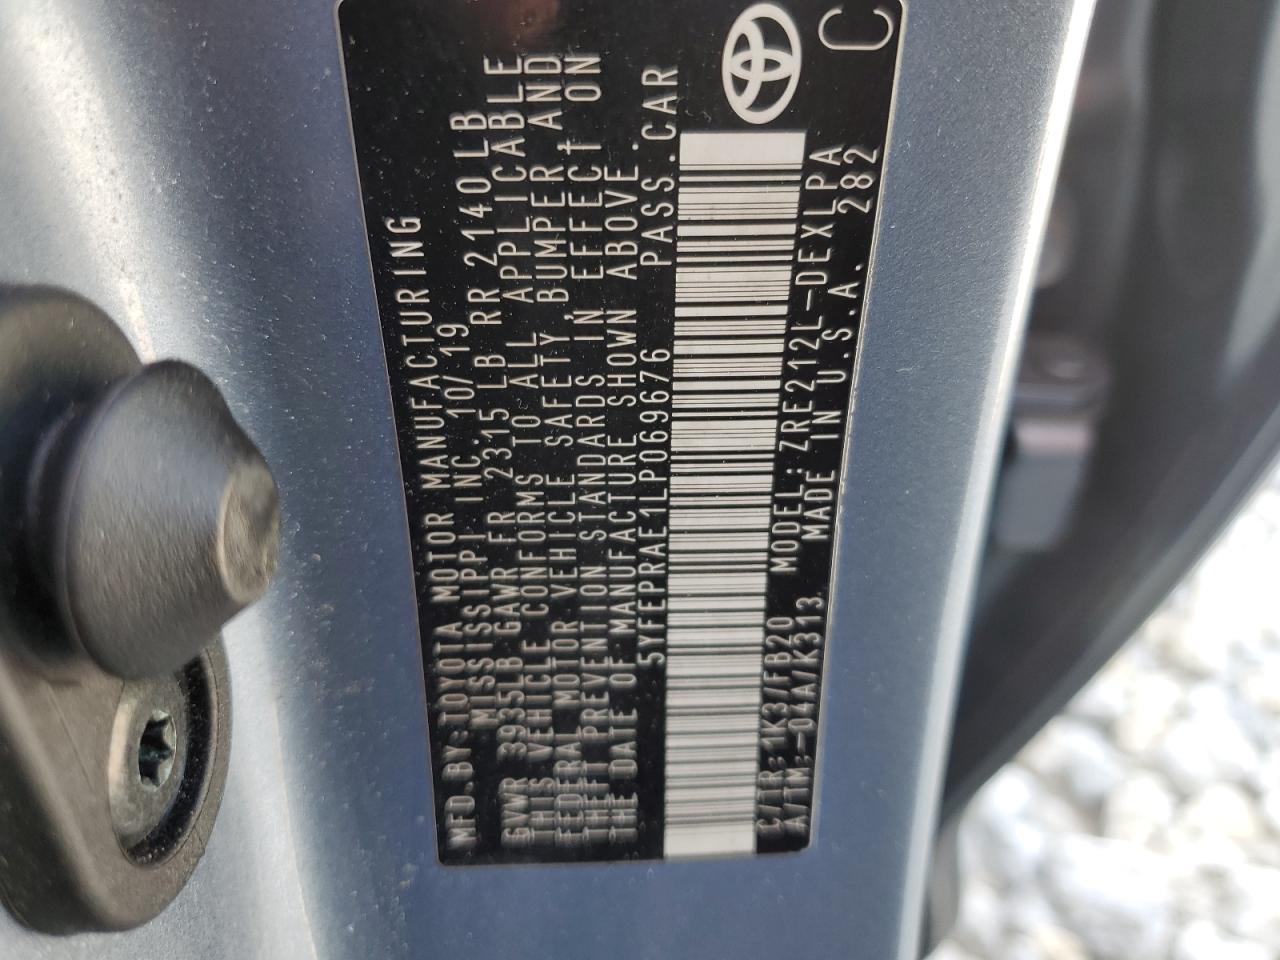 MFD.BY:TOYOTA MOTOR MANUFACTURING
MISSISSIPPI INC. 10/19
GVWR 3935LB GAWR FR 2315LB RR 2140LB
THIS VEHICLE CONFORMS TO ALL APPLICABLE
FEDERAL MOTOR VEHICLE SAFETY, BUMPER, AND
THEFT PREVENTION STANDARDS IN EFFECT ON
THE DATE OF MANUFACTURE SHOWN ABOVE.
5YFEPRAE1LP069676 PASS.CAR
C/TR:1K3/FB20 MODEL:ZRE212L-DEXLPA
A/TM:-04A/K313 MADE IN U.S.A. 282
C